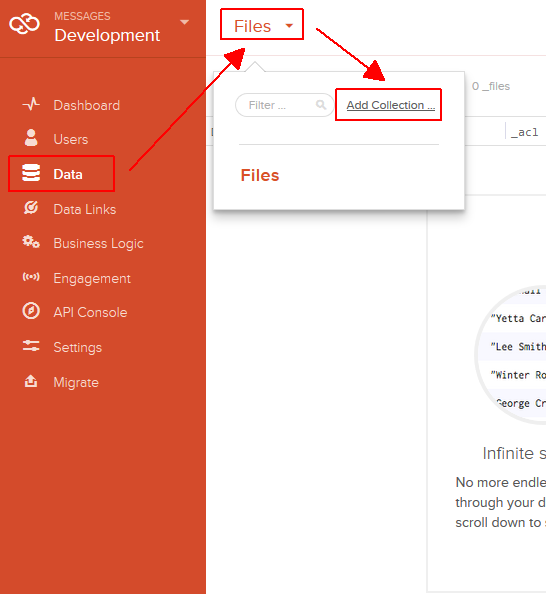 MESSAGES
Development
Dashboard
Users
Data
Data Links
Business Logic
Engagement
API Console
Settings
Migrate
Files
Filter ...
Add Collection ...
Files
0 _files
_acl
"Yetta Car
"Lee Smith
"Winter Ro
George Cr
Infinite s
No more endle
through your d
scroll down to s